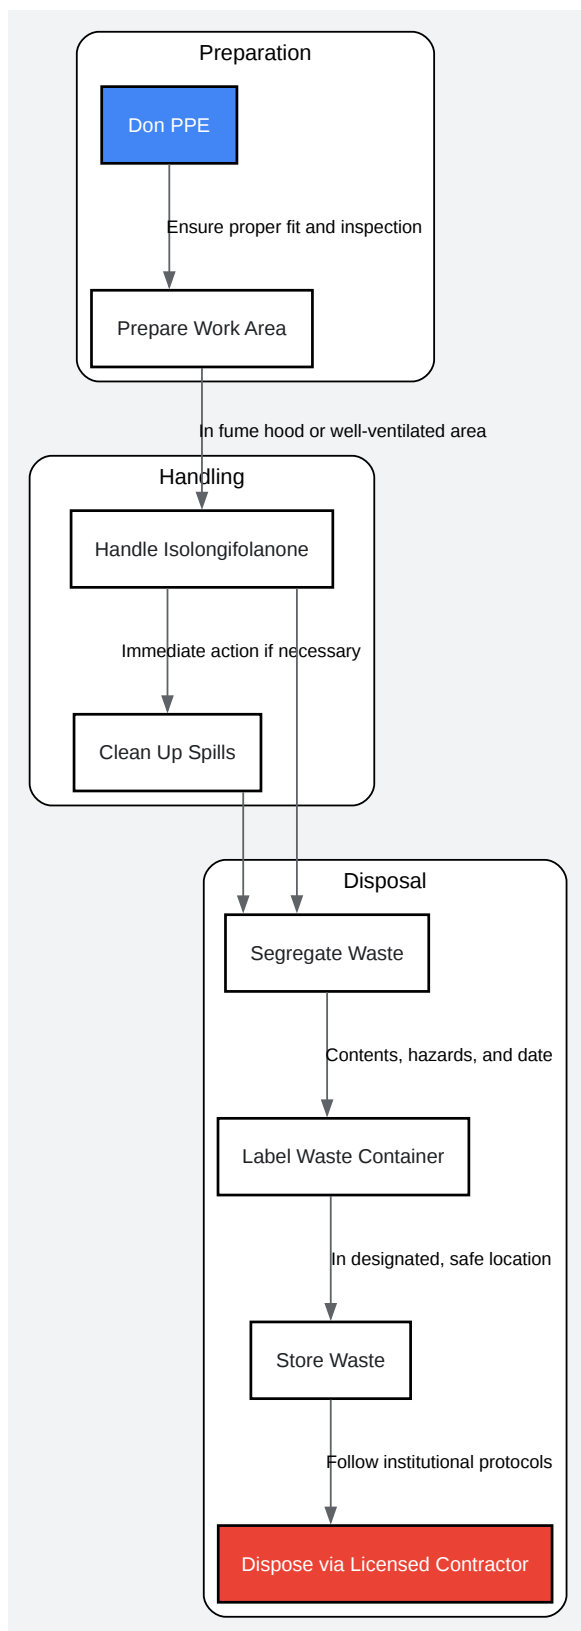 Preparation
Don PPE
Ensure proper fit and inspection
Prepare Work Area
In fume hood or well-ventilated area
Handling
Handle Isolongifolanone
Immediate action if necessary
Clean Up Spills
Disposal
Segregate Waste
Contents, hazards, and date
Label Waste Container
In designated, safe location
Store Waste
Follow institutional protocols
Dispose via Licensed Contractor